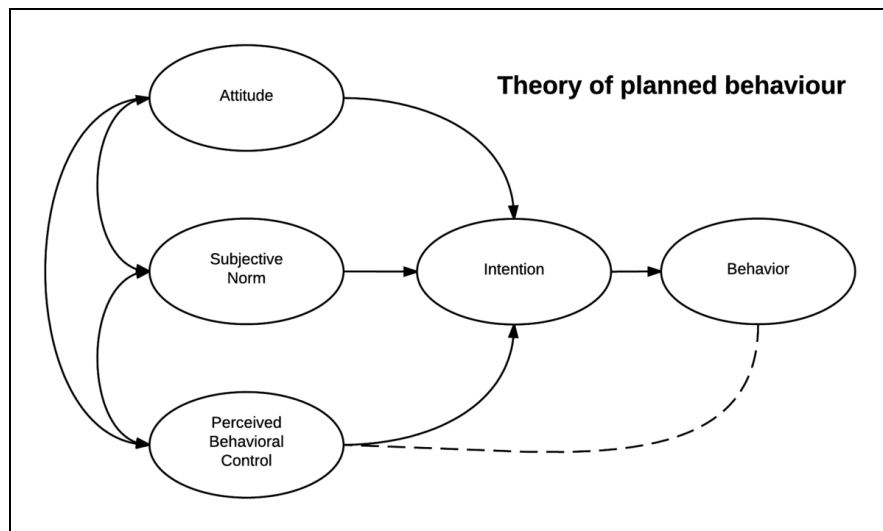 Theory of planned behaviour
Attitude
Subjective
Norm
Intention
Behavior
Perceived
Behavioral
Control